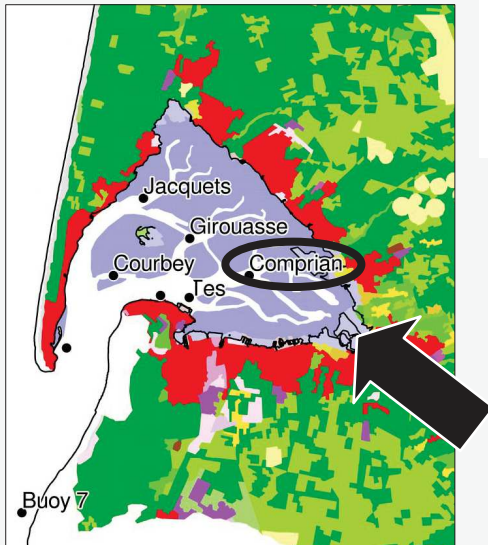 Jacquets
Girouasse
Courbey
Comprian
Tes
Buoy 7